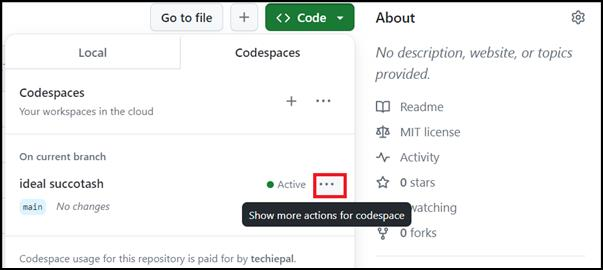 Go to file
Code
About
Local
Codespaces
No description, website, or topics
provided.
Codespaces
Your workspaces in the cloud
Readme
MIT license
On current branch
Activity
ideal succotash
Active
0 stars
main
No changes
Show more actions for codespace
watching
0 forks
Codespace usage for this repository is paid for by techiepal.